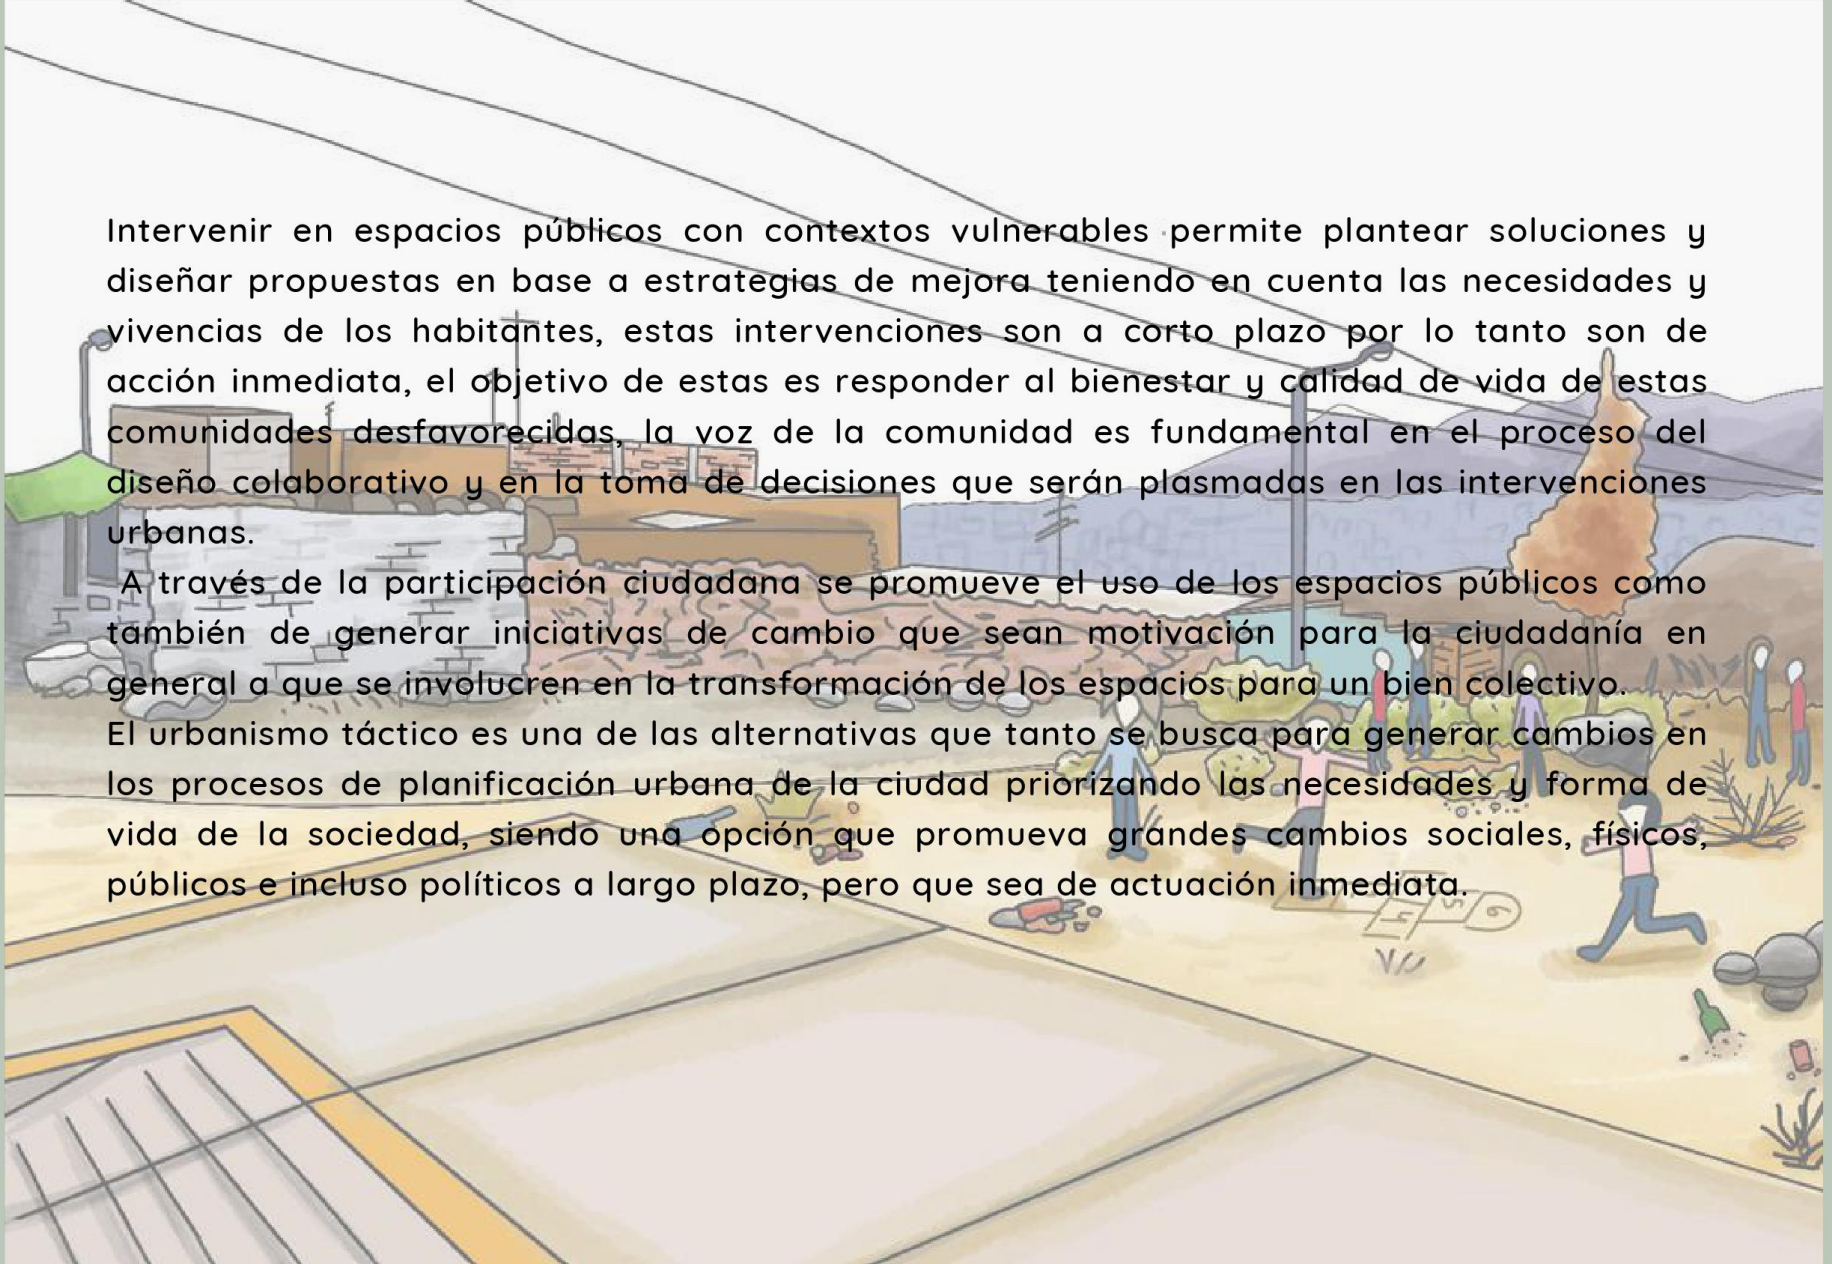 Intervenir en espacios públicos con contextos vulnerables permite plantear soluciones y
diseñar propuestas en base a estrategias de mejora teniendo en cuenta las necesidades y
vivencias de los habitantes, estas intervenciones son a corto plazo por lo tanto son de
acción inmediata, el objetivo de estas es responder al bienestar y calidad de vida de estas
comunidades desfavorecidas, la voz de la comunidad es fundamental en el proceso del
diseño colaborativo y en la toma de decisiones que serán plasmadas en las intervenciones
urbanas.
A través de la participación ciudadana se promueve el uso de los espacios públicos como
también de generar iniciativas de cambio que sean motivación para la ciudadanía en
general a que se involucren en la transformación de los espacios para un bien colectivo.
El urbanismo táctico es una de las alternativas que tanto se busca para generar cambios en
los procesos de planificación urbana de la ciudad priorizando las necesidades y forma de
vida de la sociedad, siendo una opción que promueva grandes cambios sociales, físicos,
públicos e incluso políticos a largo plazo, pero que sea de actuación inmediata.